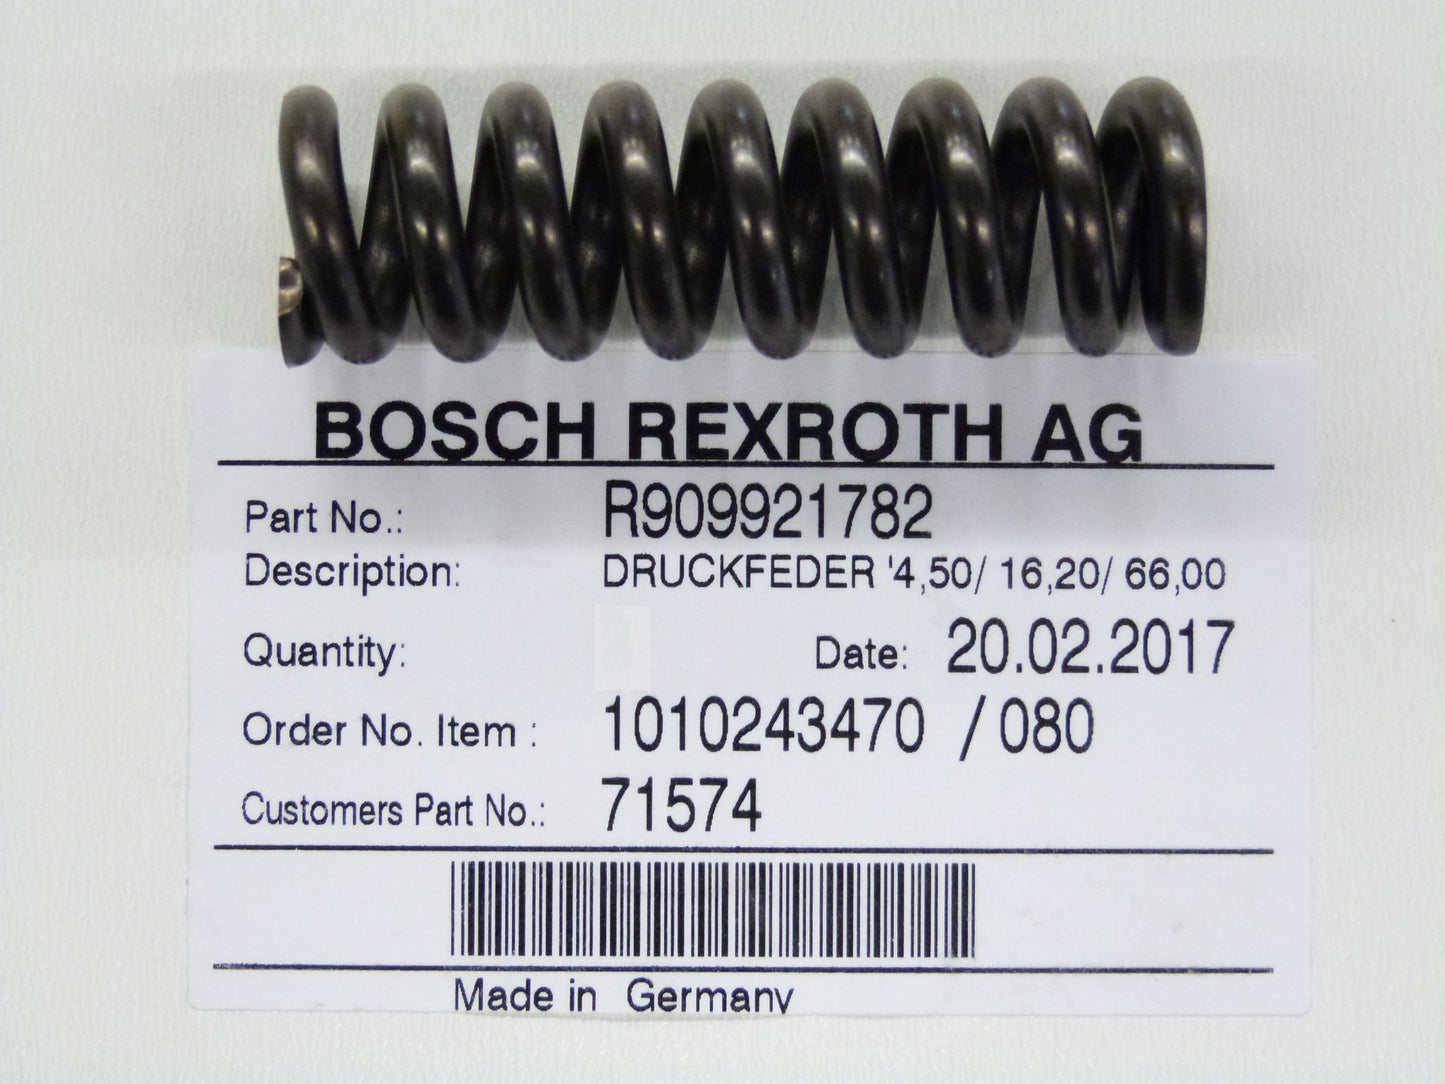 BOSCH REXROTH AG
Part No.: R909921782
Description: DRUCKFEDER '4,50/ 16,20/ 66,00
Quantity: Date: 20.02.2017
Order No. Item : 1010243470 / 080
Customers Part No.: 71574
Made in Germany